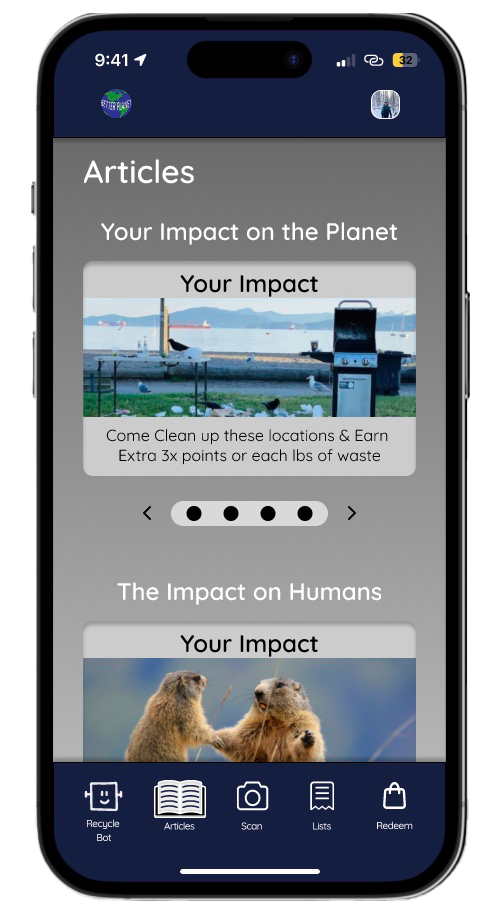 9:41
32
BETTER PLANET
Articles
Your Impact on the Planet
Your Impact
Come Clean up these locations & Earn
Extra 3x points or each lbs of waste
The Impact on Humans
Your Impact
Recycle
Bot
Articles
Scan
Lists
Redeem